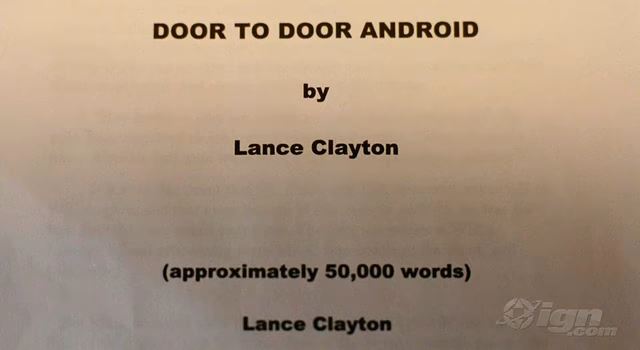 DOOR TO DOOR ANDROID
by
Lance Clayton
(approximately 50,000 words)
Lance Clayton
ign.com